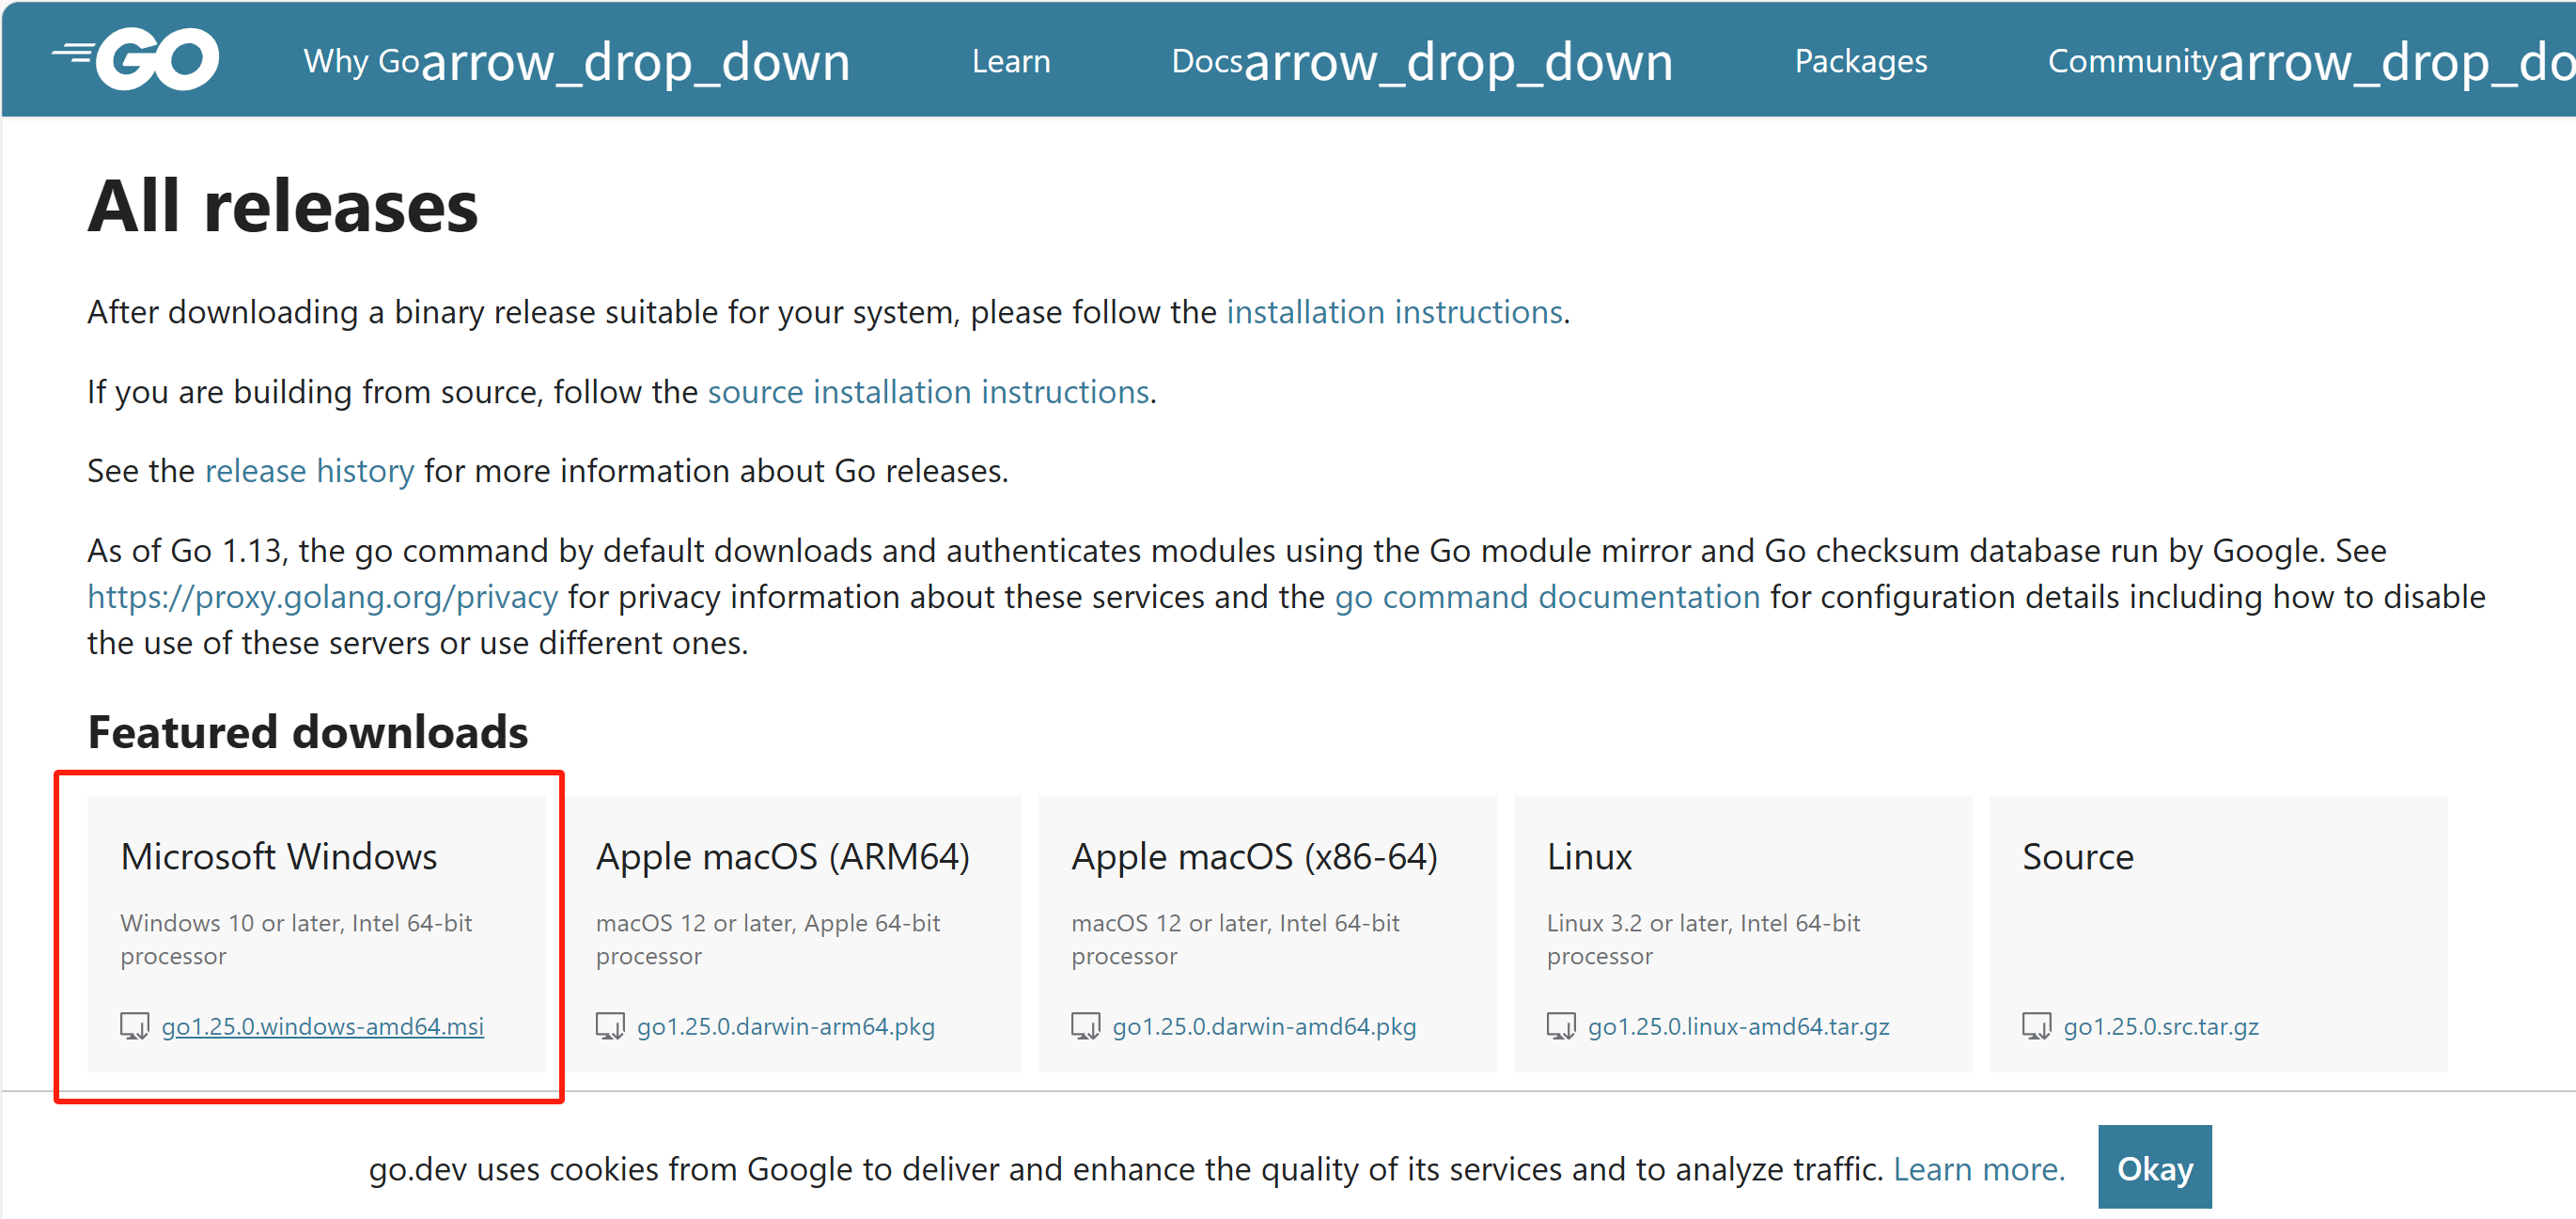 GO Why Goarrow_drop_down Learn Docsarrow_drop_down Packages Communityarrow_drop_do
All releases
After downloading a binary release suitable for your system, please follow the installation instructions.
If you are building from source, follow the source installation instructions.
See the release history for more information about Go releases.
As of Go 1.13, the go command by default downloads and authenticates modules using the Go module mirror and Go checksum database run by Google. See
https://proxy.golang.org/privacy for privacy information about these services and the go command documentation for configuration details including how to disable
the use of these servers or use different ones.
Featured downloads
Microsoft Windows
Windows 10 or later, Intel 64-bit
processor
go1.25.0.windows-amd64.msi
Apple macOS (ARM64)
macOS 12 or later, Apple 64-bit
processor
go1.25.0.darwin-arm64.pkg
Apple macOS (x86-64)
macOS 12 or later, Intel 64-bit
processor
go1.25.0.darwin-amd64.pkg
Linux
Linux 3.2 or later, Intel 64-bit
processor
go1.25.0.linux-amd64.tar.gz
Source
go1.25.0.src.tar.gz
go.dev uses cookies from Google to deliver and enhance the quality of its services and to analyze traffic. Learn more. Okay